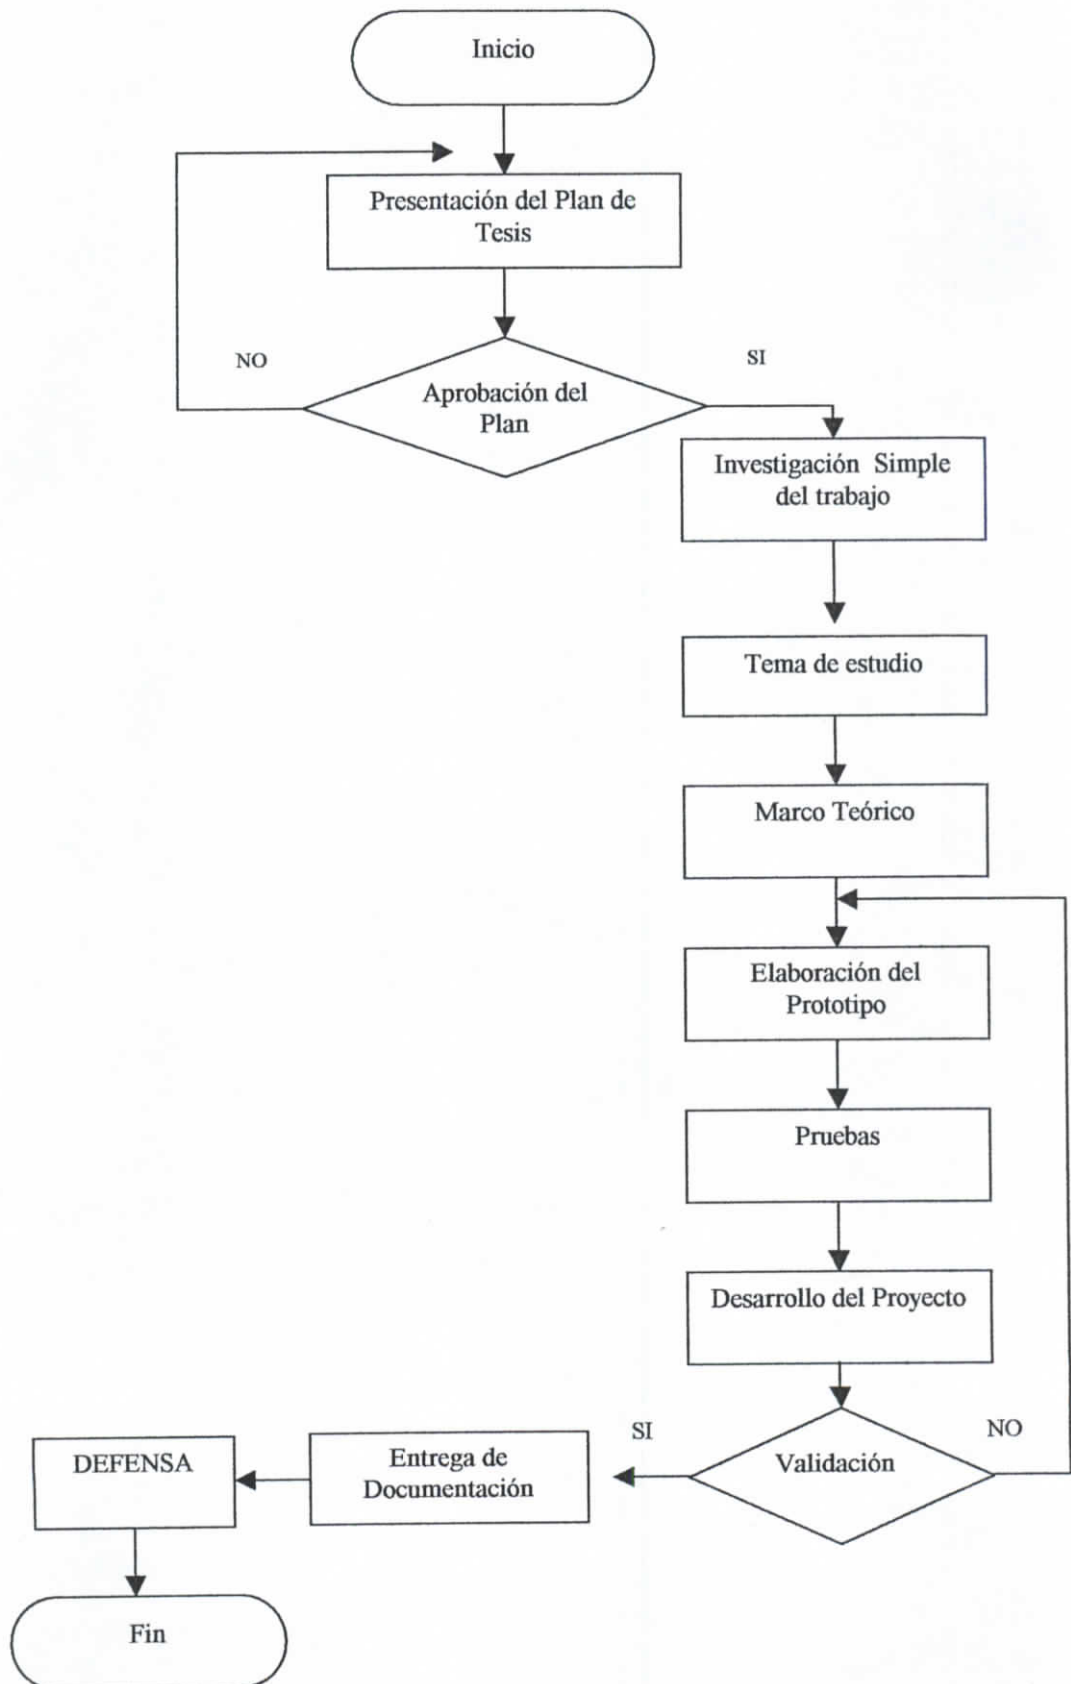 Inicio
Presentación del Plan de
Tesis
NO
SI
Aprobación del
Plan
Investigación Simple
del trabajo
Tema de estudio
Marco Teórico
Elaboración del
Prototipo
Pruebas
Desarrollo del Proyecto
SI
NO
Validación
Entrega de
Documentación
DEFENSA
Fin